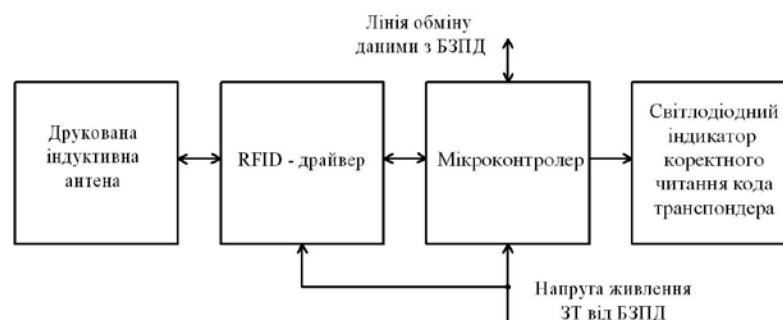 Лінія обміну
даними з БЗПД
Друкована
індуктивна
антена
RFID - драйвер
Мікроконтролер
Світлодіодний
індикатор
коректного
читання кода
транспондера
Напруга живлення
ЗТ від БЗПД